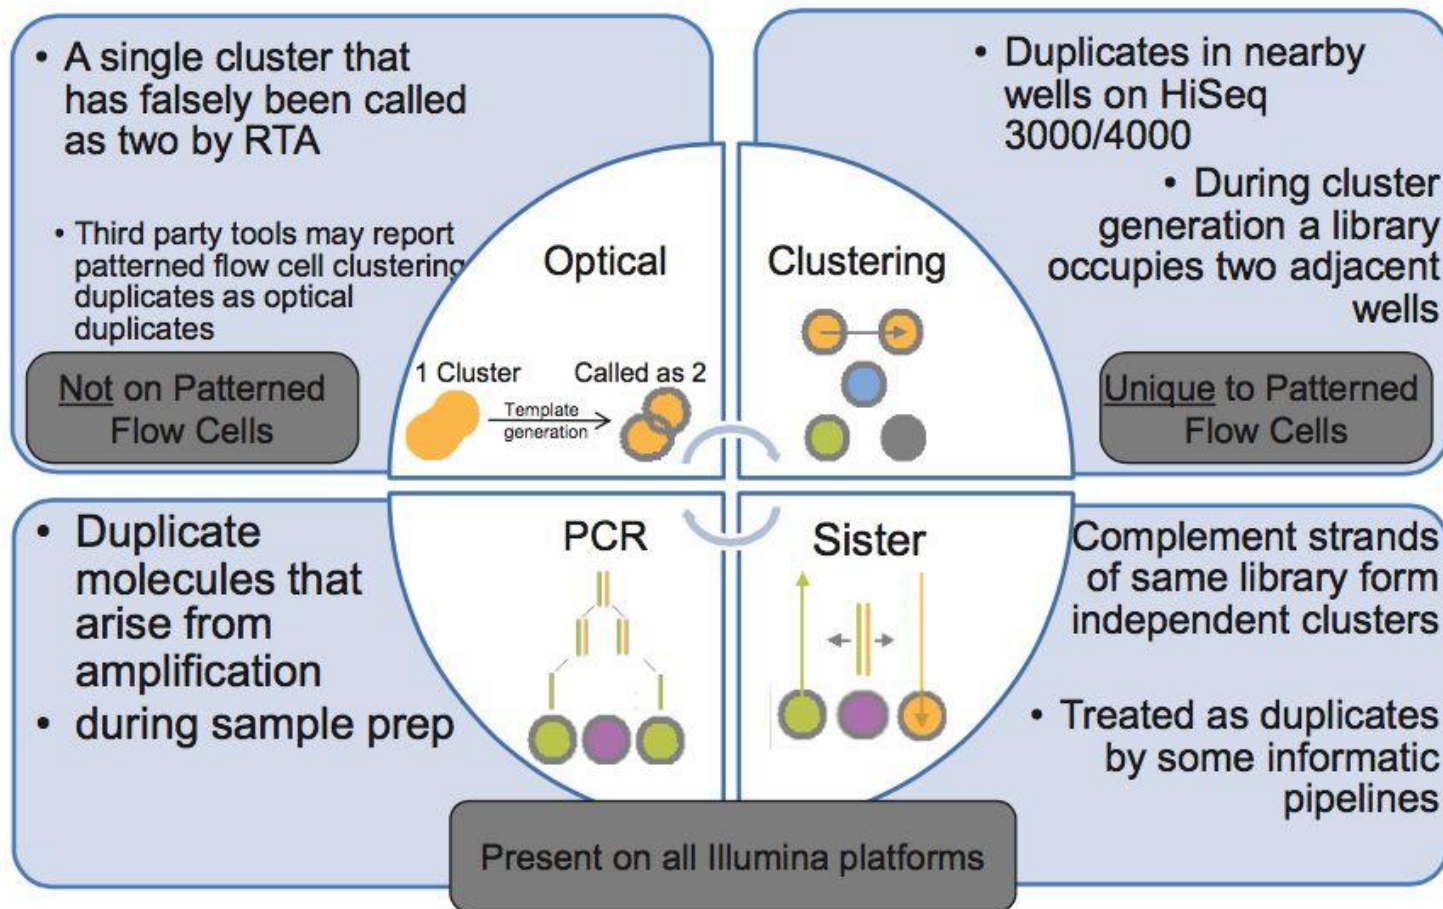 • A single cluster that
has falsely been called
as two by RTA
• Third party tools may report
patterned flow cell clustering
duplicates as optical
duplicates
Not on Patterned
Flow Cells
Optical
1 Cluster
Called as 2
Template
generation
• Duplicates in nearby
wells on HiSeq
3000/4000
• During cluster
generation a library
occupies two adjacent
wells
Clustering
Unique to Patterned
Flow Cells
• Duplicate
molecules that
arise from
amplification
• during sample prep
PCR
Sister
Complement strands
of same library form
independent clusters
• Treated as duplicates
by some informatic
pipelines
Present on all Illumina platforms